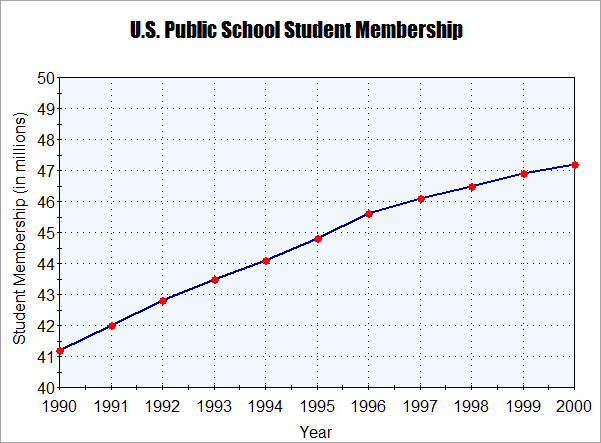 U.S. Public School Student Membership
Student Membership (in millions)
50
49
48
47
46
45
44
43
42
41
40
1990 1991 1992 1993 1994 1995 1996 1997 1998 1999 2000
Year